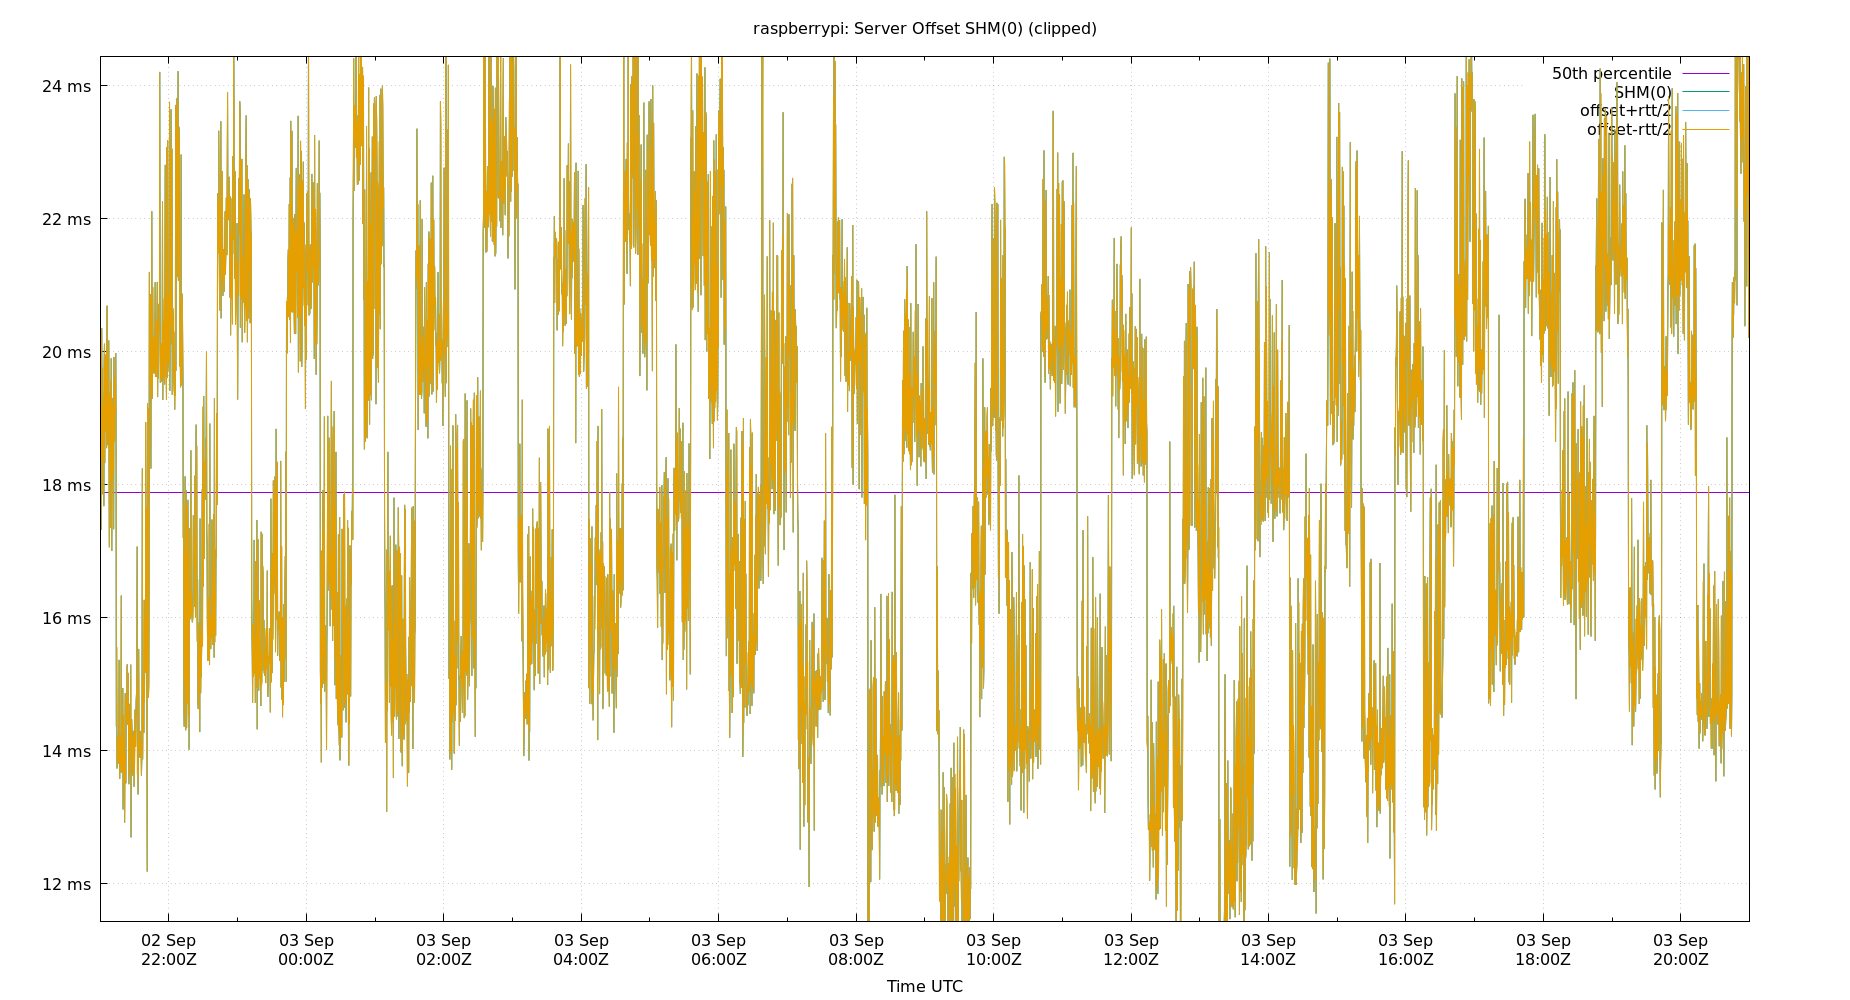 raspberrypi: Server Offset SHM(0) (clipped)
50th percentile
SHM(0)
offset+rtt/2
offset-rtt/2
24 ms
22 ms
20 ms
18 ms
16 ms
14 ms
12 ms
02 Sep 03 Sep 03 Sep 03 Sep 03 Sep 03 Sep 03 Sep 03 Sep 03 Sep 03 Sep 03 Sep 03 Sep
22:00Z 00:00Z 02:00Z 04:00Z 06:00Z 08:00Z 10:00Z 12:00Z 14:00Z 16:00Z 18:00Z 20:00Z
Time UTC